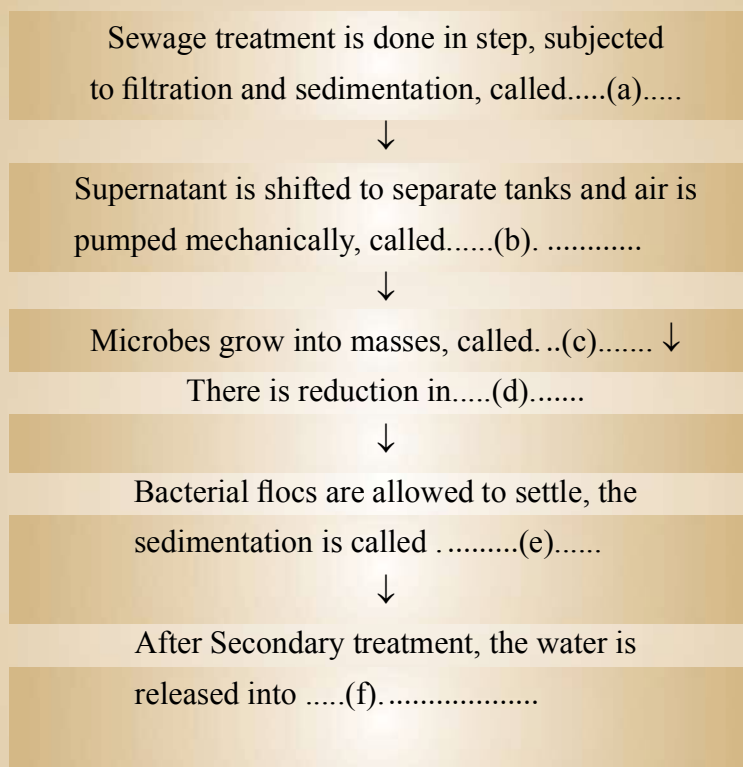 Sewage treatment is done in step, subjected
to filtration and sedimentation, called.....(a).....
↓
Supernatant is shifted to separate tanks and air is
pumped mechanically, called......(b). ............
↓
Microbes grow into masses, called. ..(c)....... ↓
There is reduction in.....(d).......
↓
Bacterial flocs are allowed to settle, the
sedimentation is called . .........(e)......
↓
After Secondary treatment, the water is
released into .....(f). ...................